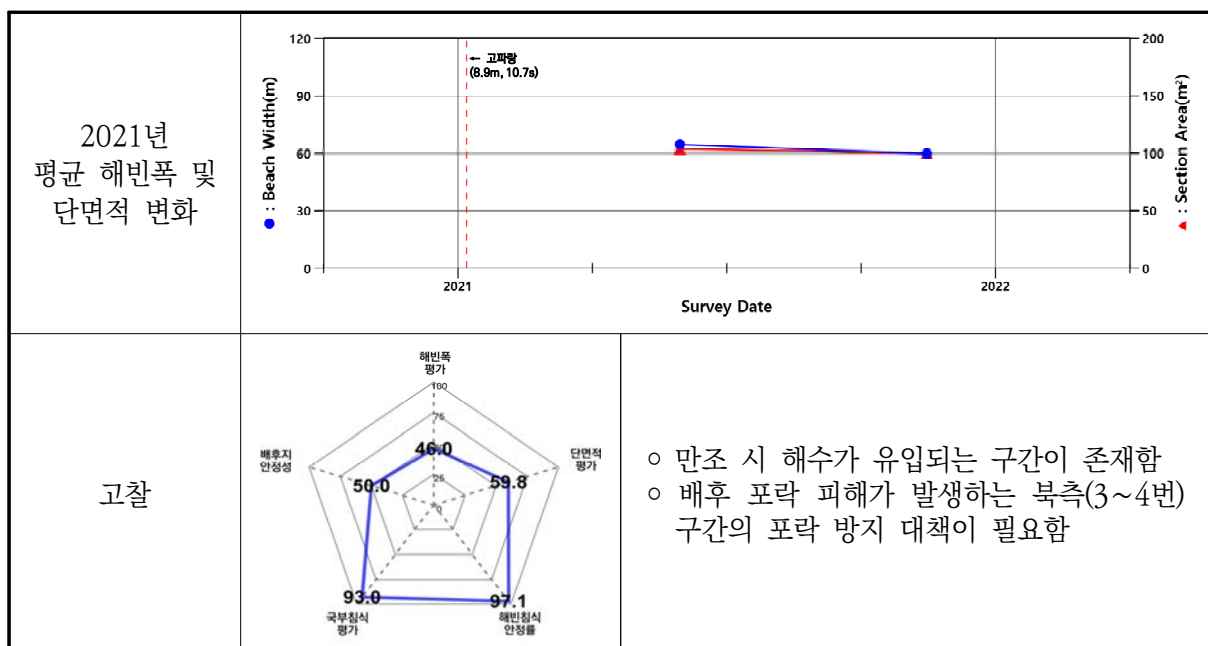 2021년
평균 해빈폭 및
단면적 변화
: Beach Width(m)
120
90
60
30
0
← 고파랑
(8.9m, 10.7s)
200
150
100
50
0
: Section Area(m²)
2021
2022
Survey Date
고찰
해빈폭
평가
100
75
25
0
46.0
단면적
평가
59.8
해빈침식
안정률
97.1
국부침식
평가
93.0
배후지
안정성
50.0
○ 만조 시 해수가 유입되는 구간이 존재함
○ 배후 포락 피해가 발생하는 북측(3~4번)
구간의 포락 방지 대책이 필요함